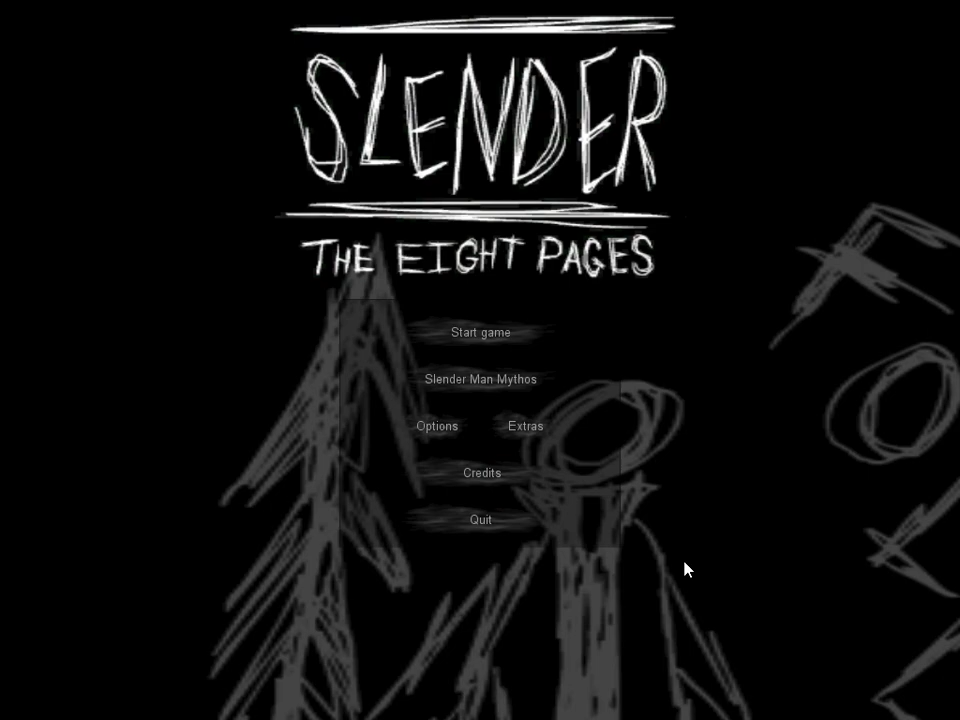 SLENDER
THE EIGHT PAGES
Start game
Slender Man Mythos
Options Extras
Credits
Quit